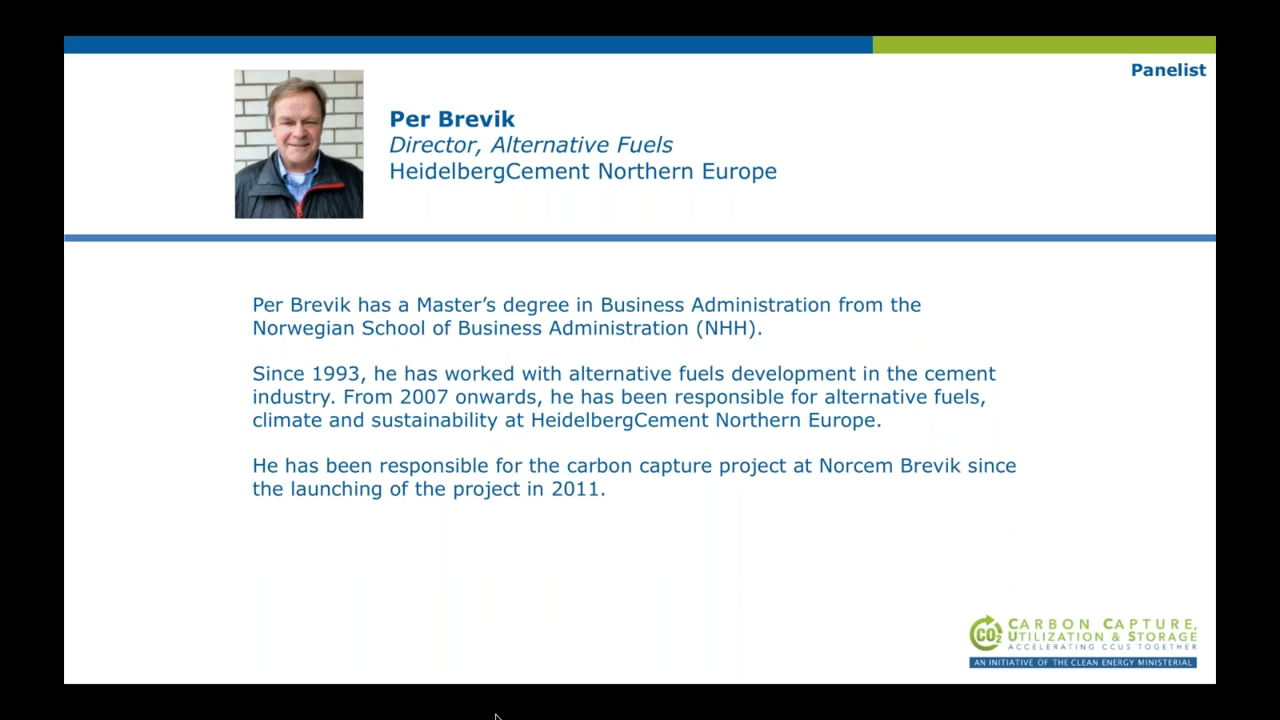 Panelist
Per Brevik
Director, Alternative Fuels
HeidelbergCement Northern Europe
Per Brevik has a Master’s degree in Business Administration from the
Norwegian School of Business Administration (NHH).
Since 1993, he has worked with alternative fuels development in the cement
industry. From 2007 onwards, he has been responsible for alternative fuels,
climate and sustainability at HeidelbergCement Northern Europe.
He has been responsible for the carbon capture project at Norcem Brevik since
the launching of the project in 2011.
CO2
CARBON CAPTURE,
UTILIZATION & STORAGE
ACCELERATING CCUS TOGETHER
AN INITIATIVE OF THE CLEAN ENERGY MINISTERIAL